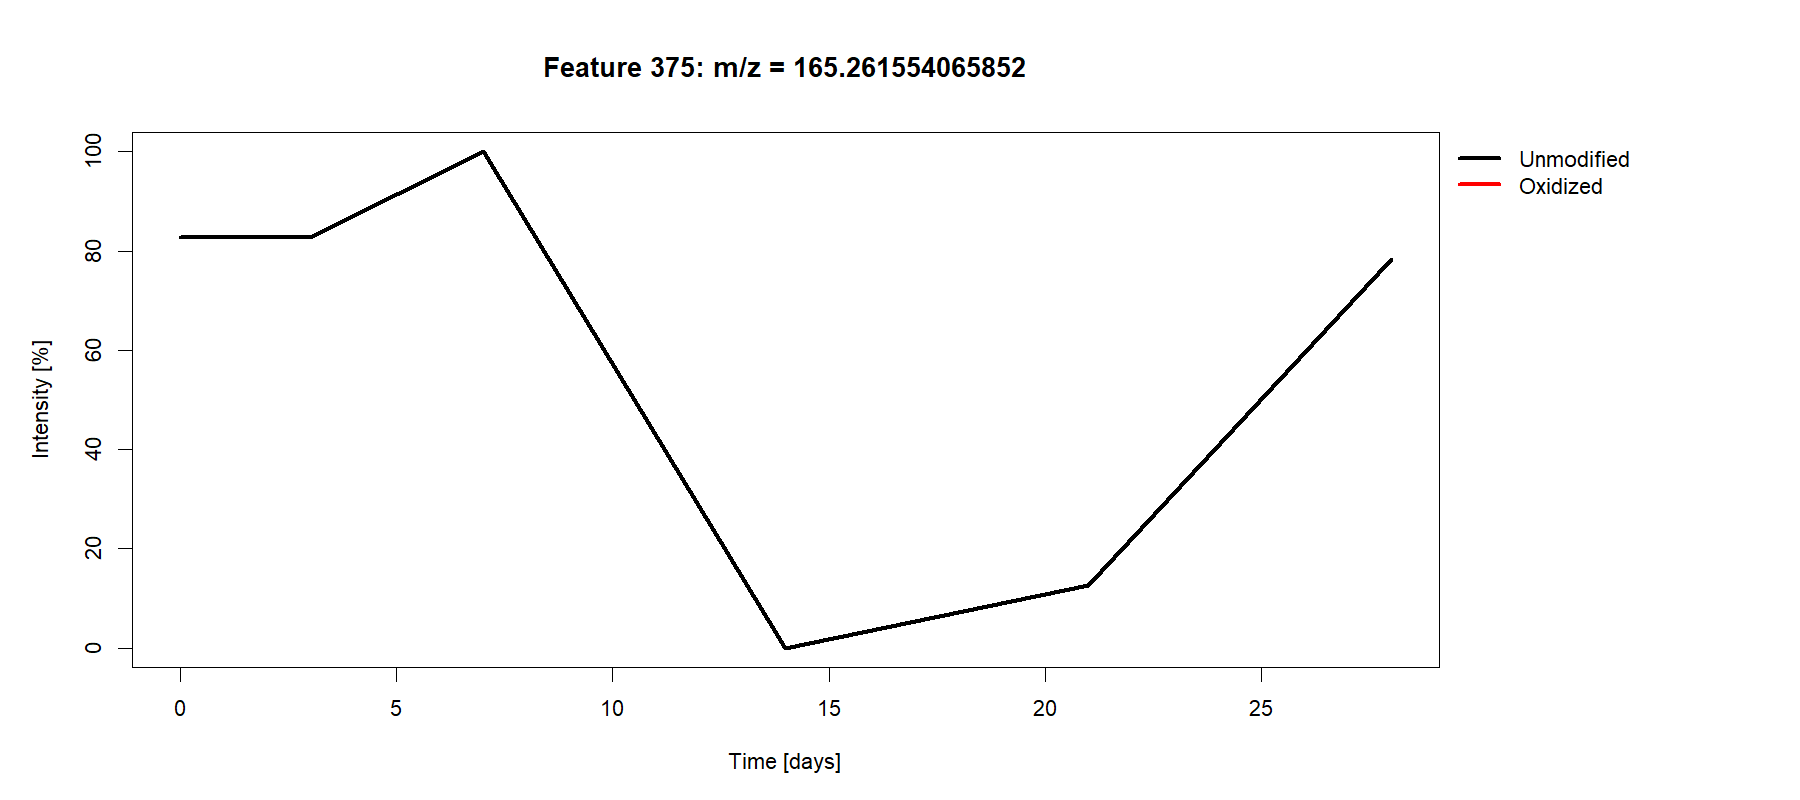 Feature 375: m/z = 165.261554065852
Unmodified
Oxidized
Intensity [%]
100
80
60
40
20
0
0 5 10 15 20 25
Time [days]